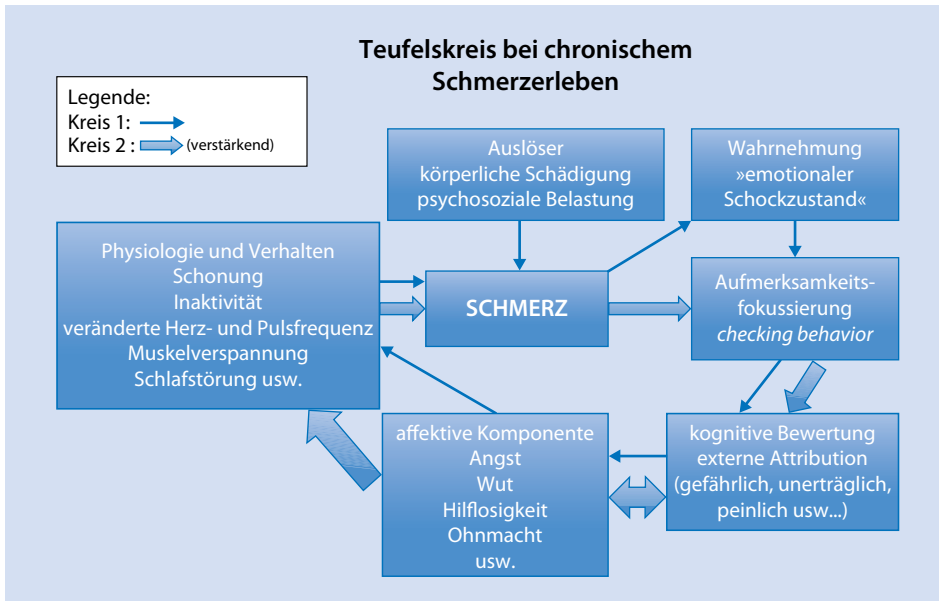 Teufelskreis bei chronischem
Schmerzerleben
Legende:
Kreis 1:
Kreis 2 : (verstärkend)
Auslöser
körperliche Schädigung
psychosoziale Belastung
Wahrnehmung
»emotionaler
Schockzustand«
Physiologie und Verhalten
Schonung
Inaktivität
veränderte Herz- und Pulsfrequenz
Muskelverspannung
Schlafstörung usw.
SCHMERZ
Aufmerksamkeits-
fokussierung
checking behavior
affektive Komponente
Angst
Wut
Hilflosigkeit
Ohnmacht
usw.
kognitive Bewertung
externe Attribution
(gefährlich, unerträglich,
peinlich usw...)